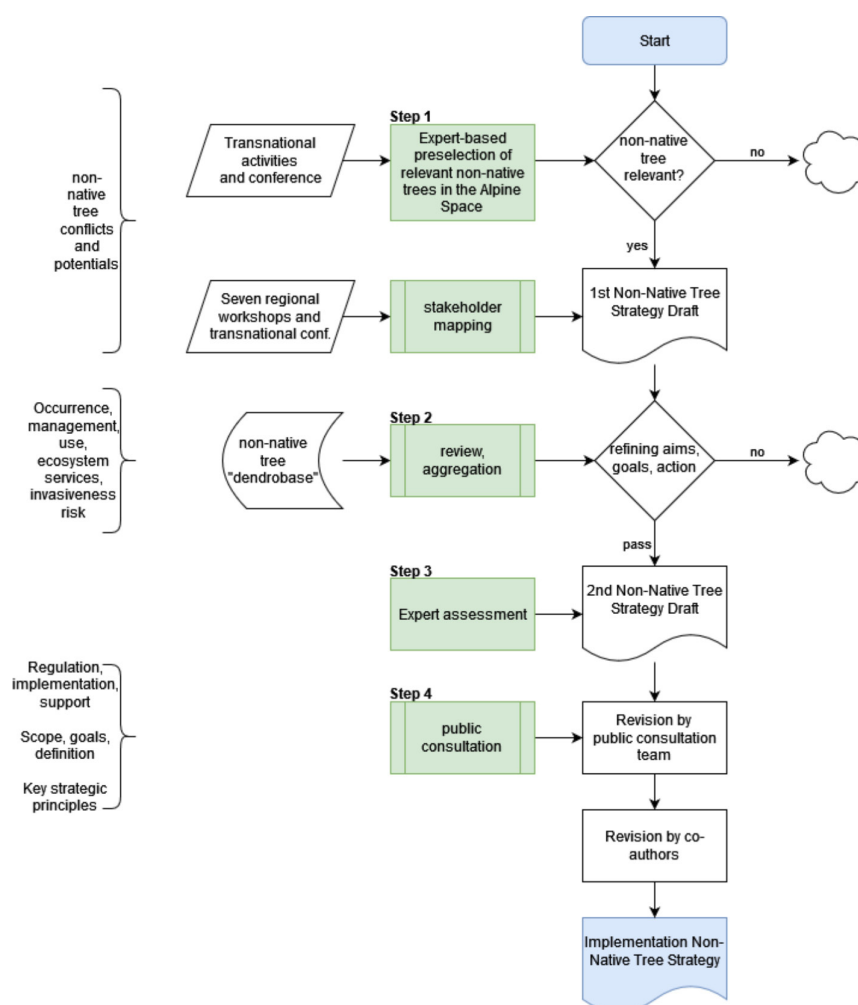 Start
Step 1
Transnational
activities
and conference
Expert-based
preselection of
relevant non-native
trees in the Alpine
Space
non-native
tree
relevant?
no
non-
native
tree
conflicts
and
potentials
yes
Seven regional
workshops and
transnational conf.
stakeholder
mapping
1st Non-Native Tree
Strategy Draft
Occurrence,
management,
use,
ecosystem
services,
invasiveness
risk
Step 2
non-native
tree
"dendrobase"
review,
aggregation
refining aims,
goals, action
no
pass
Step 3
Expert assessment
2nd Non-Native Tree
Strategy Draft
Regulation,
implementation,
support
Scope, goals,
definition
Key strategic
principles
Step 4
public
consultation
Revision by
public consultation
team
Revision by co-
authors
Implementation Non-
Native Tree Strategy